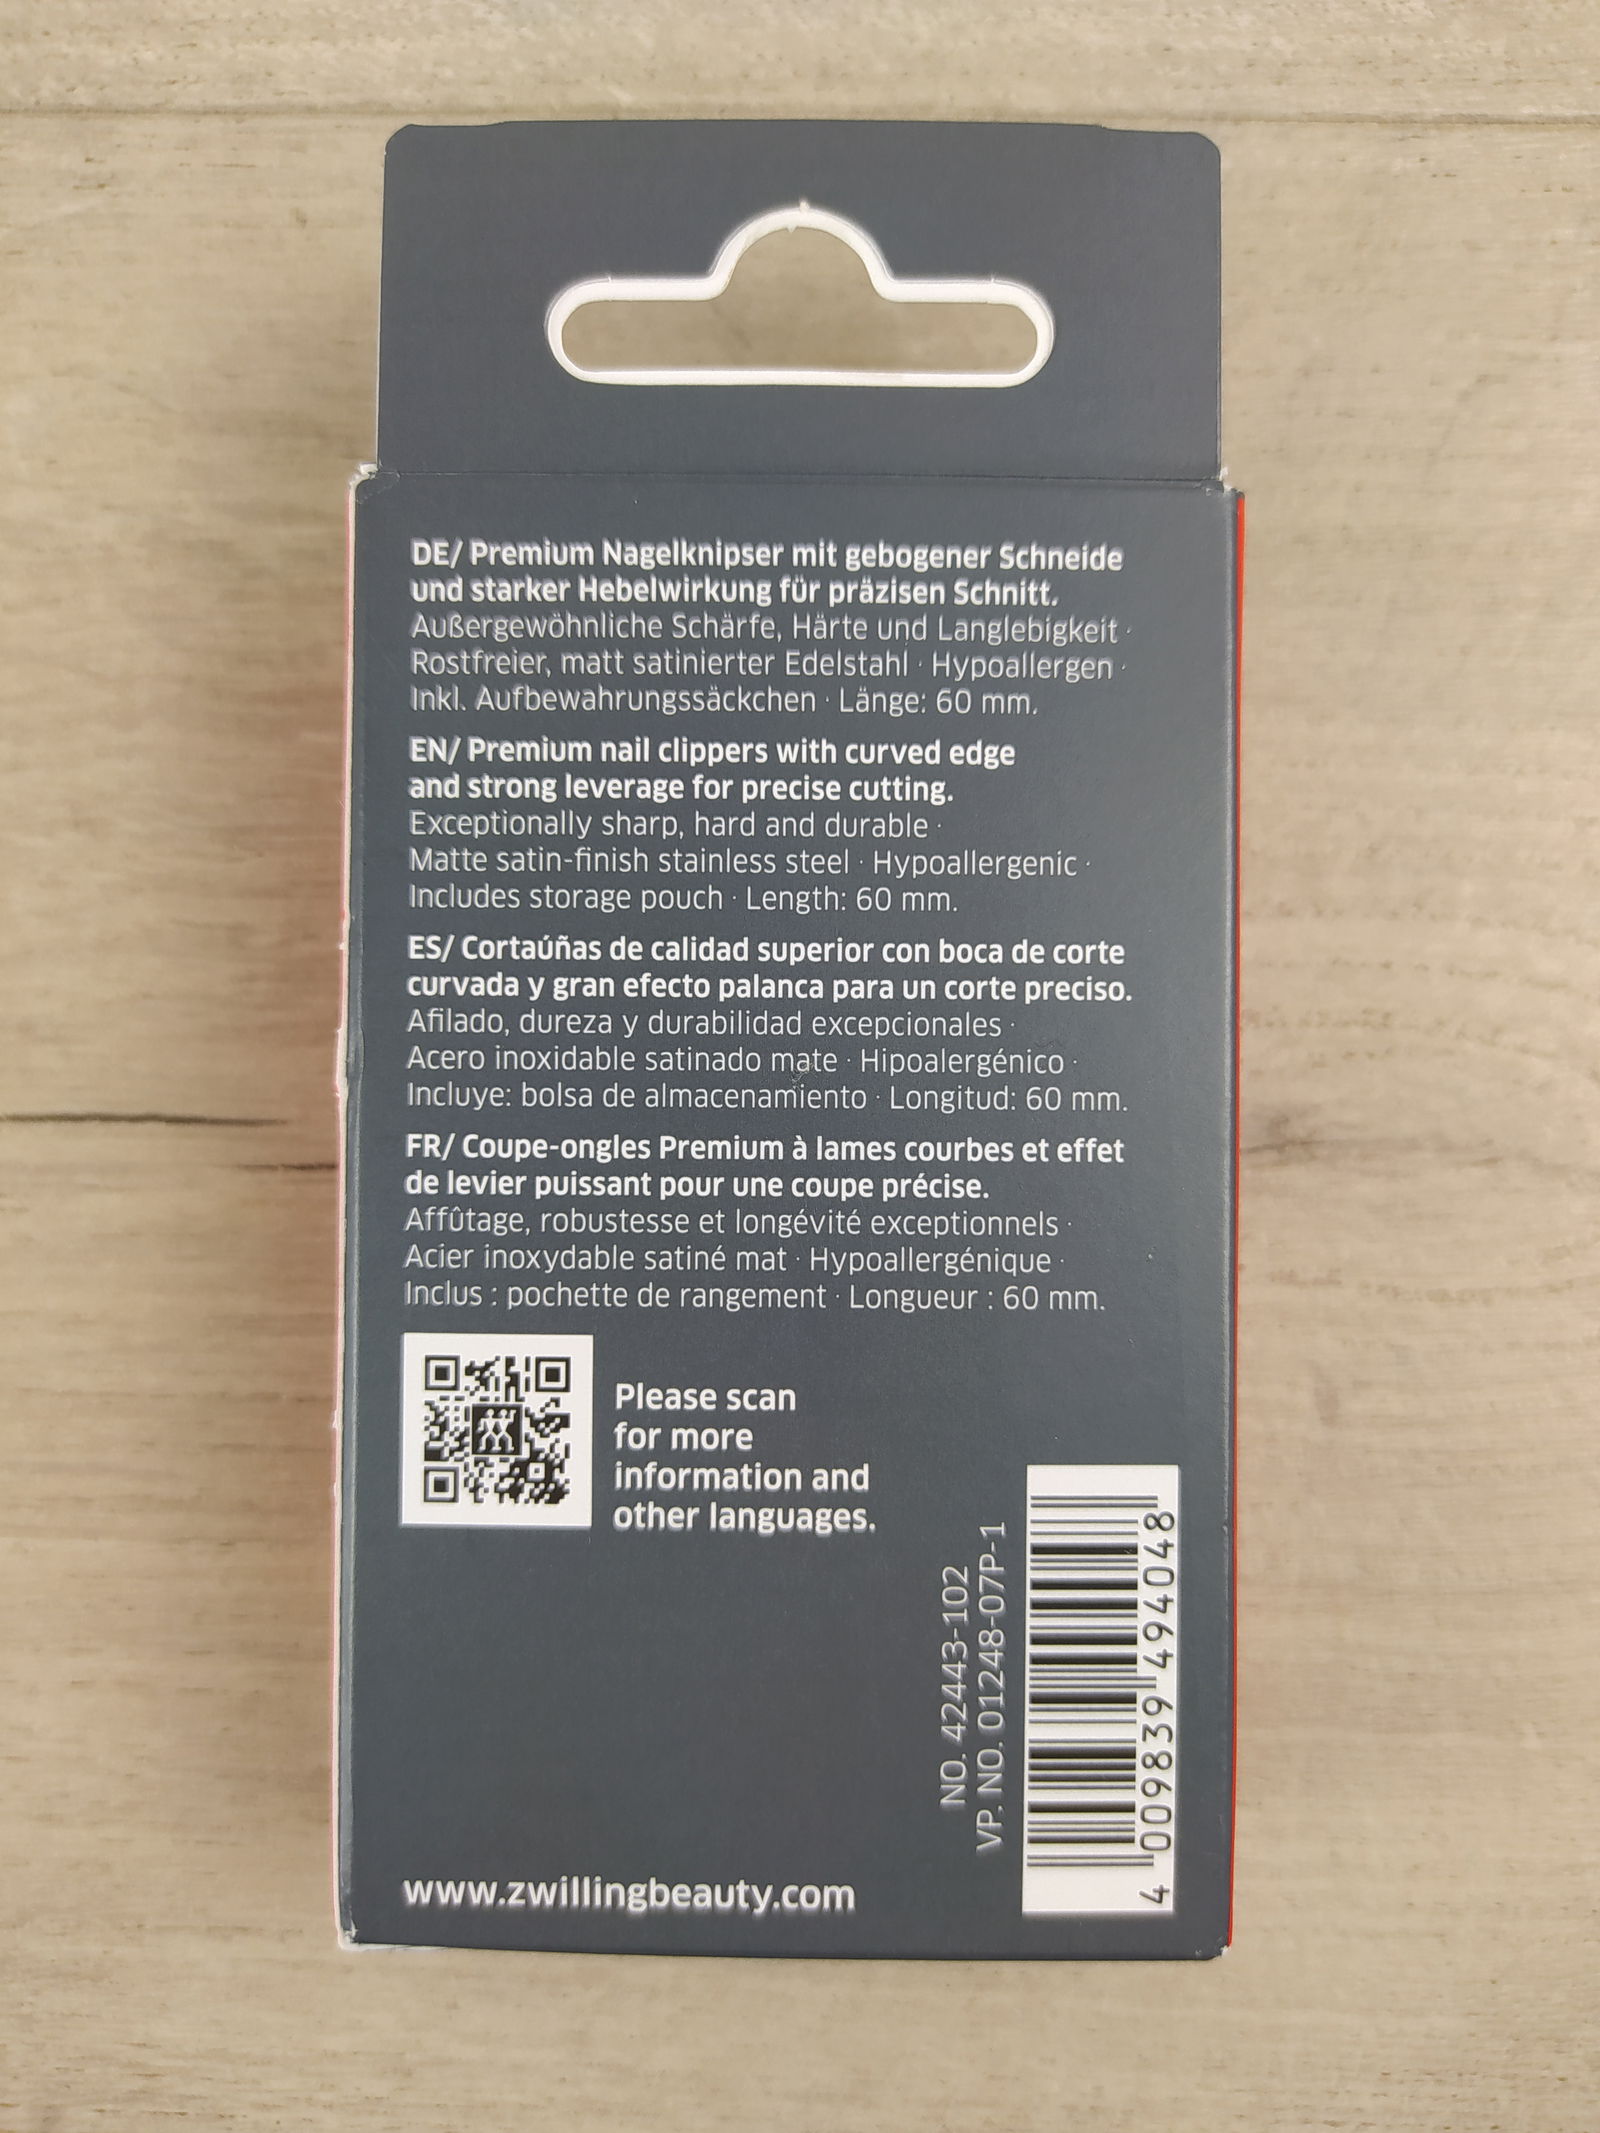 DE/ Premium Nagelknipser mit gebogener Schneide
und starker Hebelwirkung für präzisen Schnitt.
Außergewöhnliche Schärfe, Härte und Langlebigkeit ·
Rostfreier, matt satinierter Edelstahl · Hypoallergen ·
Inkl. Aufbewahrungssäckchen · Länge: 60 mm.
EN/ Premium nail clippers with curved edge
and strong leverage for precise cutting.
Exceptionally sharp, hard and durable ·
Matte satin-finish stainless steel · Hypoallergenic ·
Includes storage pouch · Length: 60 mm.
ES/ Cortaúñas de calidad superior con boca de corte
curvada y gran efecto palanca para un corte preciso.
Afilado, dureza y durabilidad excepcionales ·
Acero inoxidable satinado mate · Hipoalergénico ·
Incluye: bolsa de almacenamiento · Longitud: 60 mm.
FR/ Coupe-ongles Premium à lames courbes et effet
de levier puissant pour une coupe précise.
Affûtage, robustesse et longévité exceptionnels ·
Acier inoxydable satiné mat · Hypoallergénique ·
Inclus : pochette de rangement · Longueur : 60 mm.
Please scan
for more
information and
other languages.
NO. 42443-102
VP. NO. 01248-07P-1
4 009839 494048
www.zwillingbeauty.com